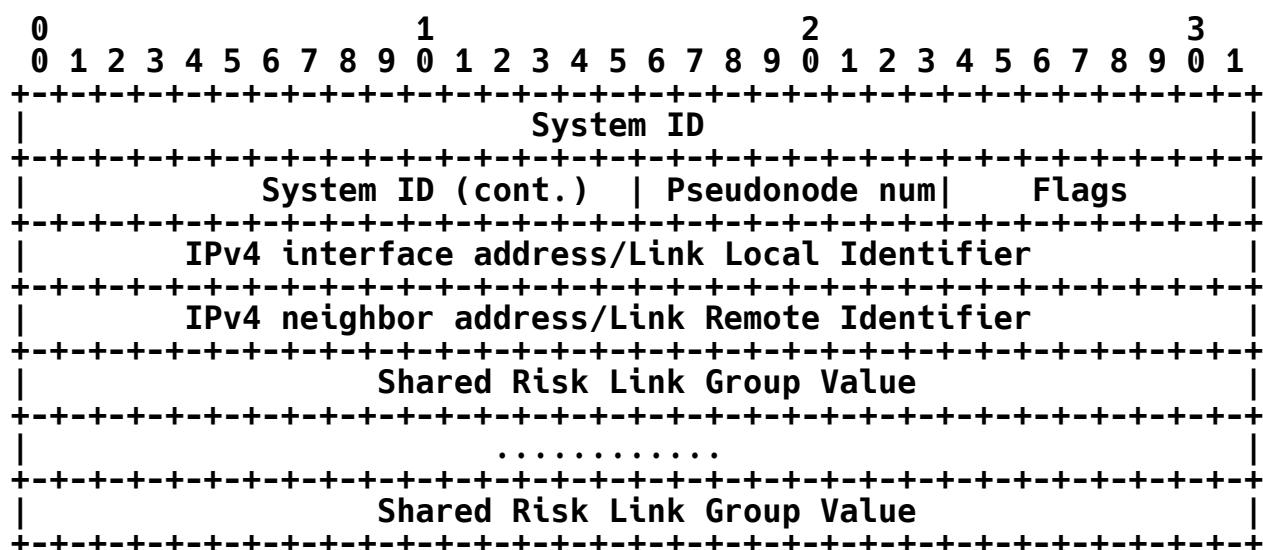 0 1 2 3
0 1 2 3 4 5 6 7 8 9 0 1 2 3 4 5 6 7 8 9 0 1 2 3 4 5 6 7 8 9 0 1
+-+-+-+-+-+-+-+-+-+-+-+-+-+-+-+-+-+-+-+-+-+-+-+-+-+-+-+-+-+-+-+-+
| System ID |
+-+-+-+-+-+-+-+-+-+-+-+-+-+-+-+-+-+-+-+-+-+-+-+-+-+-+-+-+-+-+-+-+
| System ID (cont.) | Pseudonode num| Flags |
+-+-+-+-+-+-+-+-+-+-+-+-+-+-+-+-+-+-+-+-+-+-+-+-+-+-+-+-+-+-+-+-+
| IPv4 interface address/Link Local Identifier |
+-+-+-+-+-+-+-+-+-+-+-+-+-+-+-+-+-+-+-+-+-+-+-+-+-+-+-+-+-+-+-+-+
| IPv4 neighbor address/Link Remote Identifier |
+-+-+-+-+-+-+-+-+-+-+-+-+-+-+-+-+-+-+-+-+-+-+-+-+-+-+-+-+-+-+-+-+
| Shared Risk Link Group Value |
+-+-+-+-+-+-+-+-+-+-+-+-+-+-+-+-+-+-+-+-+-+-+-+-+-+-+-+-+-+-+-+-+
| ............ |
+-+-+-+-+-+-+-+-+-+-+-+-+-+-+-+-+-+-+-+-+-+-+-+-+-+-+-+-+-+-+-+-+
| Shared Risk Link Group Value |
+-+-+-+-+-+-+-+-+-+-+-+-+-+-+-+-+-+-+-+-+-+-+-+-+-+-+-+-+-+-+-+-+